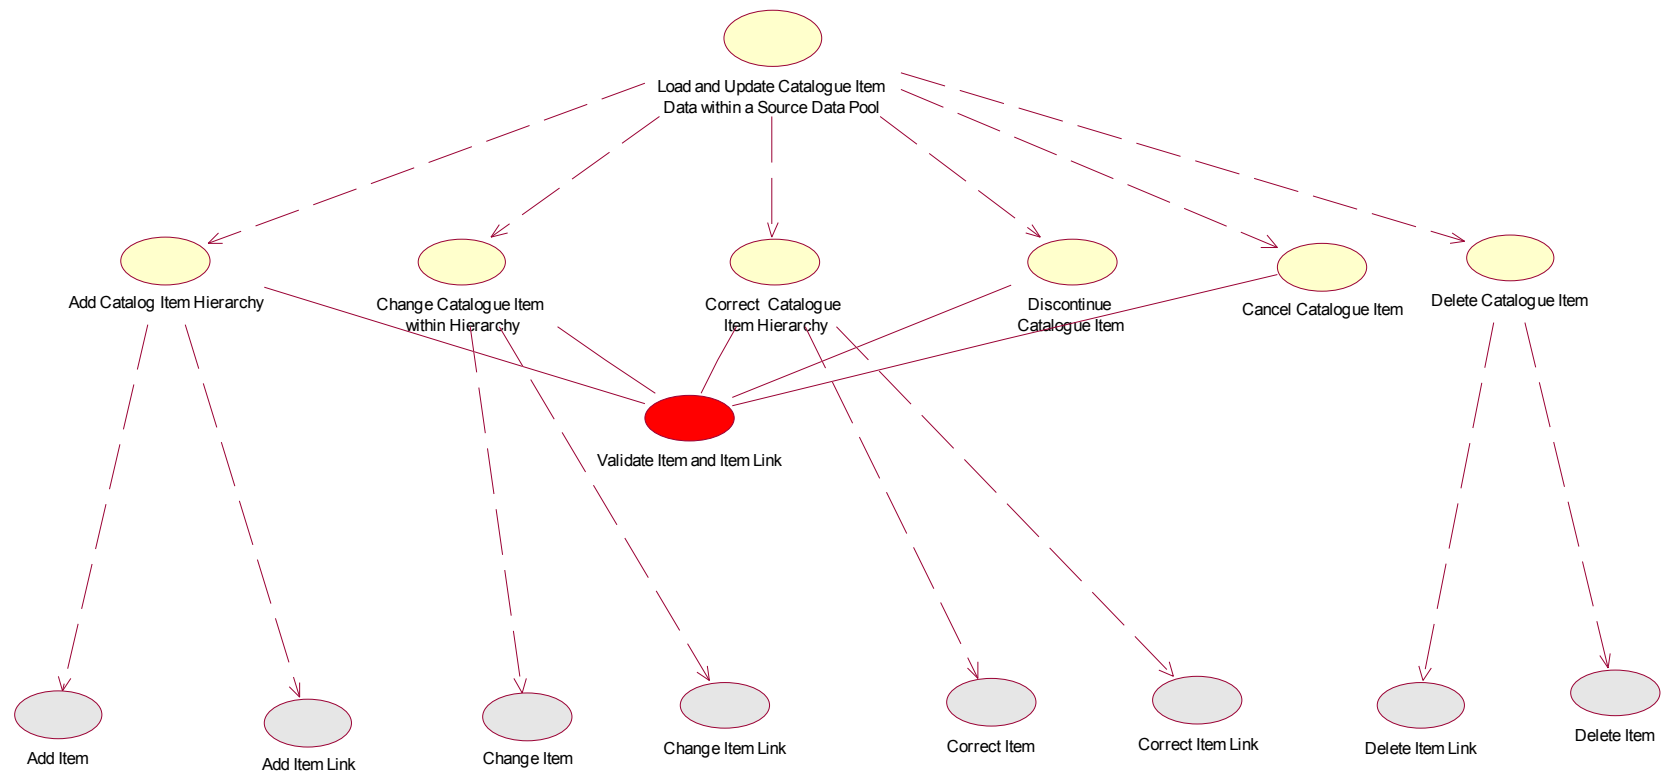 Load and Update Catalogue Item
Data within a Source Data Pool
Add Catalog Item Hierarchy
Change Catalogue Item
within Hierarchy
Correct Catalogue
Item Hierarchy
Discontinue
Catalogue Item
Cancel Catalogue Item
Delete Catalogue Item
Validate Item and Item Link
Add Item
Add Item Link
Change Item
Change Item Link
Correct Item
Correct Item Link
Delete Item Link
Delete Item